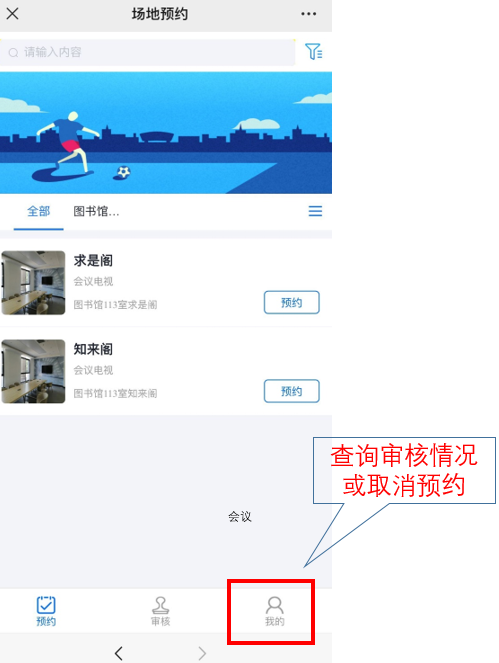 场地预约
请输入内容
全部 图书馆...
求是阁
会议电视
图书馆113室求是阁
预约
知来阁
会议电视
图书馆113室知来阁
预约
查询审核情况
或取消预约
会议
预约 审核 我的